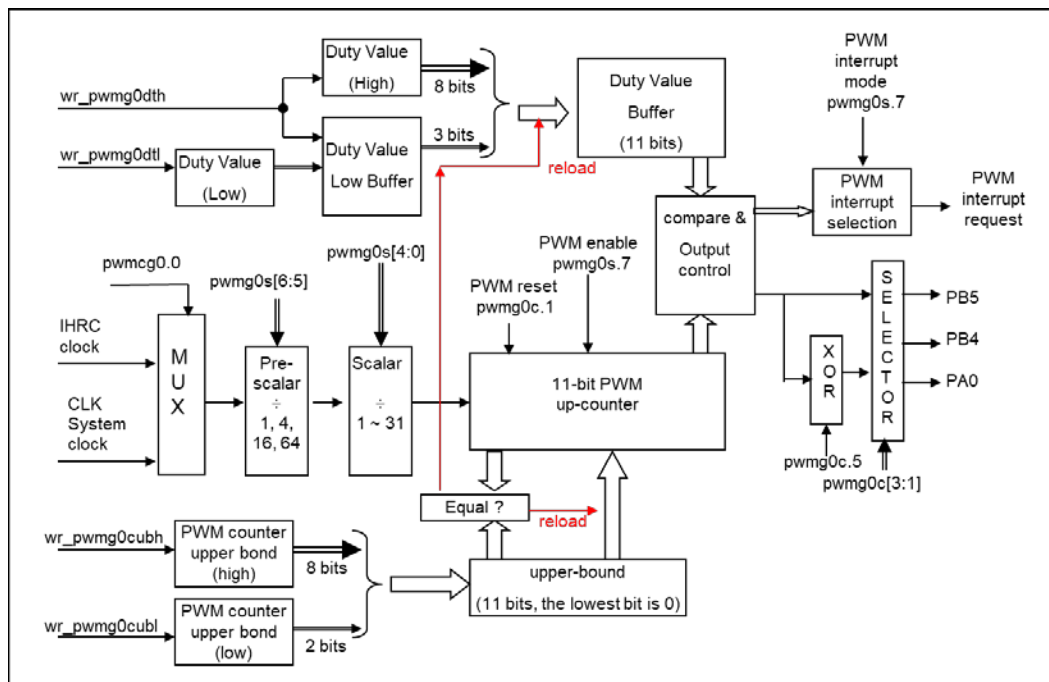 wr_pwmg0dth
Duty Value
(High)
8 bits
wr_pwmg0dtl
Duty Value
(Low)
Duty Value
Low Buffer
3 bits
reload
Duty Value
Buffer
(11 bits)
PWM
interrupt
mode
pwmg0s.7
compare &
Output
control
PWM
interrupt
selection
PWM
interrupt
request
pwmcg0.0
pwmg0s[6:5]
pwmg0s[4:0]
PWM reset
pwmg0c.1
PWM enable
pwmg0s.7
IHRC
clock
CLK
System
clock
M
U
X
Pre-
scalar
÷
1, 4,
16, 64
Scalar
÷
1 ~ 31
11-bit PWM
up-counter
XOR
SELECTOR
PB5
PB4
PA0
pwmg0c.5
pwmg0c[3:1]
Equal ?
reload
wr_pwmg0cubh
PWM counter
upper bond
(high)
8 bits
wr_pwmg0cubl
PWM counter
upper bond
(low)
2 bits
upper-bound
(11 bits, the lowest bit is 0)